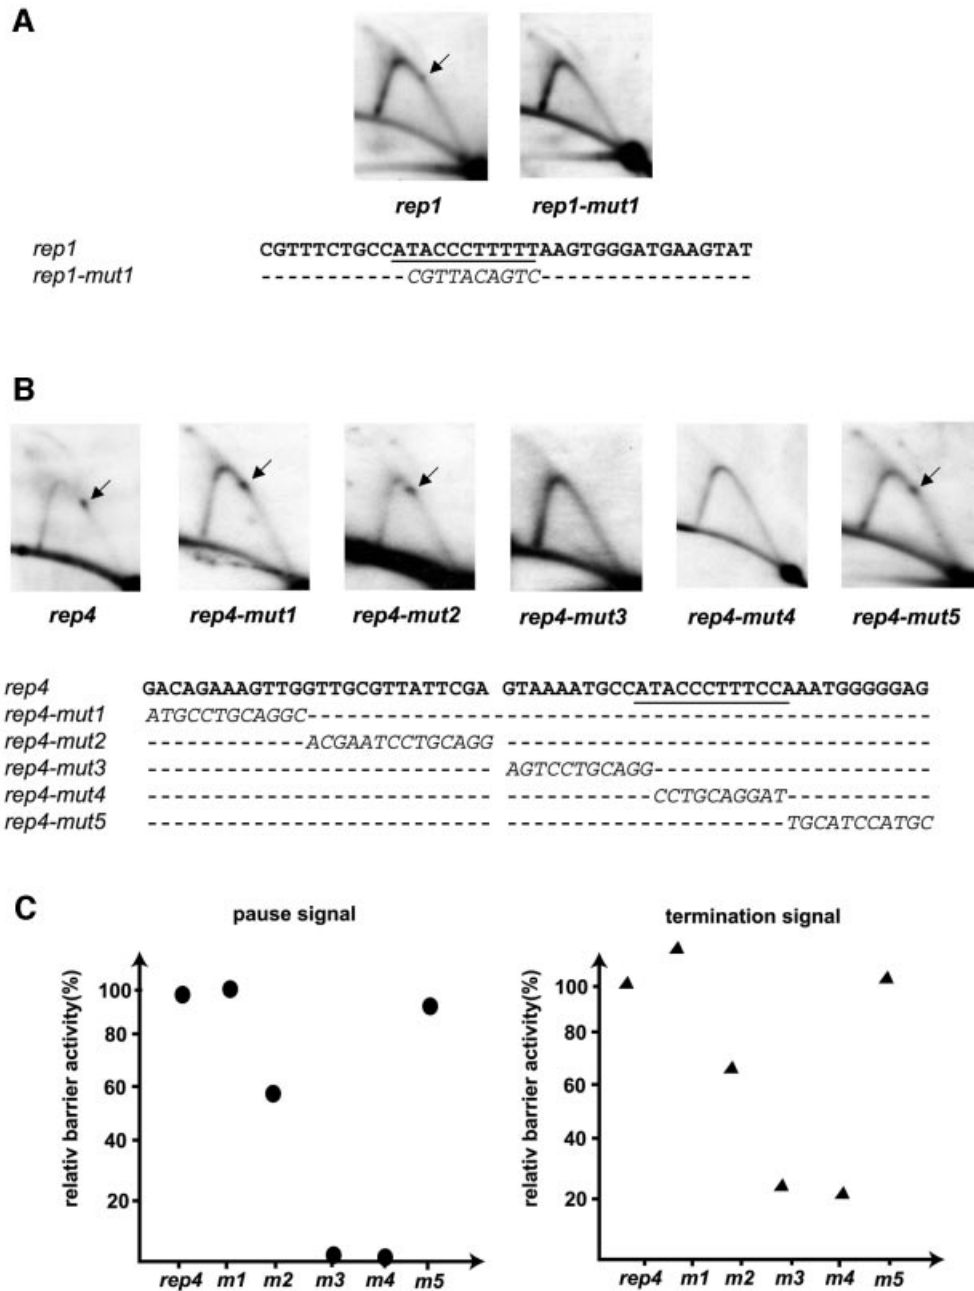 A
rep1 rep1-mut1
rep1 CGTTTCTGCCATACCCTTTTTAAGTGGGATGAAGTAT
rep1-mut1 -----------CGTTACAGTC----------------
B
rep4 rep4-mut1 rep4-mut2 rep4-mut3 rep4-mut4 rep4-mut5
rep4 GACAGAAAGTTGGTTGCGTTATTCGA GTAAAATGCCATACCCTTTCCAAATGGGGGAG
rep4-mut1 ATGCCTGCAGGC-------------- --------------------------------
rep4-mut2 ------------ACGAATCCTGCAGG --------------------------------
rep4-mut3 -------------------------- AGTCCTGCAGG---------------------
rep4-mut4 -------------------------- -----------CCTGCAGGAT-----------
rep4-mut5 -------------------------- ---------------------TGCATCCATGC
C
pause signal
relativ barrier activity(%)
100
80
60
40
20
rep4 m1 m2 m3 m4 m5
termination signal
relativ barrier activity(%)
100
80
60
40
20
rep4 m1 m2 m3 m4 m5